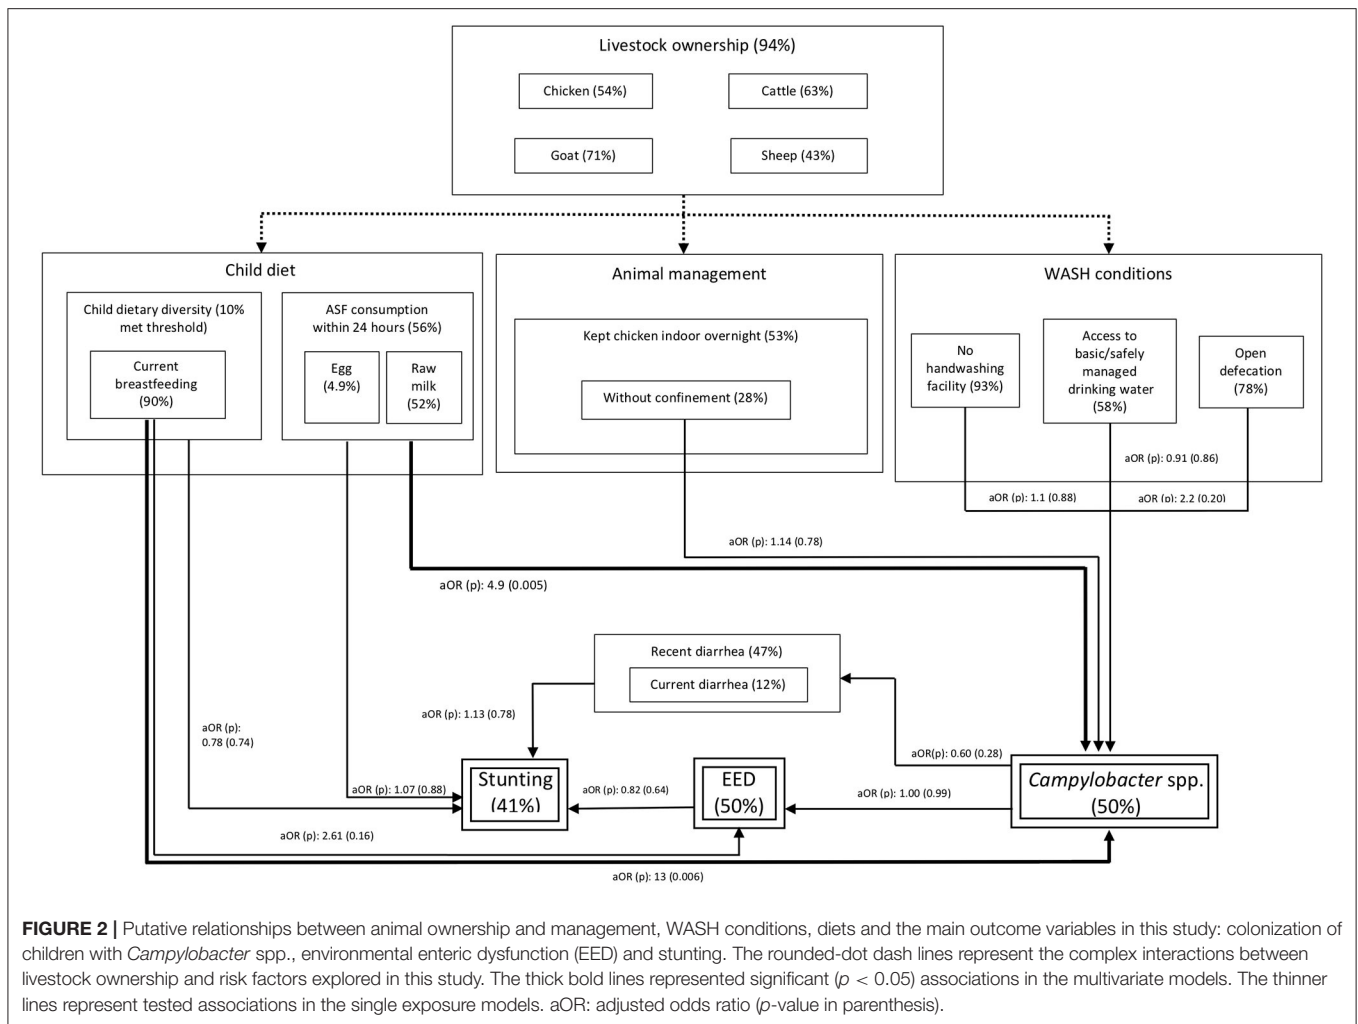 Livestock ownership (94%)
Chicken (54%)
Cattle (63%)
Goat (71%)
Sheep (43%)
Child diet
Child dietary diversity (10%
met threshold)
Current
breastfeeding
(90%)
ASF consumption
within 24 hours (56%)
Egg
(4.9%)
Raw
milk
(52%)
Animal management
Kept chicken indoor overnight (53%)
Without confinement (28%)
WASH conditions
No
handwashing
facility (93%)
Access to
basic/safely
managed
drinking water
(58%)
Open
defecation
(78%)
aOR (p): 0.91 (0.86)
aOR (p): 1.1 (0.88)
aOR (p): 2.2 (0.20)
aOR (p): 1.14 (0.78)
aOR (p): 4.9 (0.005)
Recent diarrhea (47%)
Current diarrhea (12%)
aOR (p): 1.13 (0.78)
aOR (p):
0.78 (0.74)
aOR(p): 0.60 (0.28)
Stunting
(41%)
EED
(50%)
Campylobacter spp.
(50%)
aOR (p): 1.07 (0.88)
aOR (p): 0.82 (0.64)
aOR (p): 1.00 (0.99)
aOR (p): 2.61 (0.16)
aOR (p): 13 (0.006)
FIGURE 2 | Putative relationships between animal ownership and management, WASH conditions, diets and the main outcome variables in this study: colonization of
children with Campylobacter spp., environmental enteric dysfunction (EED) and stunting. The rounded-dot dash lines represent the complex interactions between
livestock ownership and risk factors explored in this study. The thick bold lines represented significant (p < 0.05) associations in the multivariate models. The thinner
lines represent tested associations in the single exposure models. aOR: adjusted odds ratio (p-value in parenthesis).